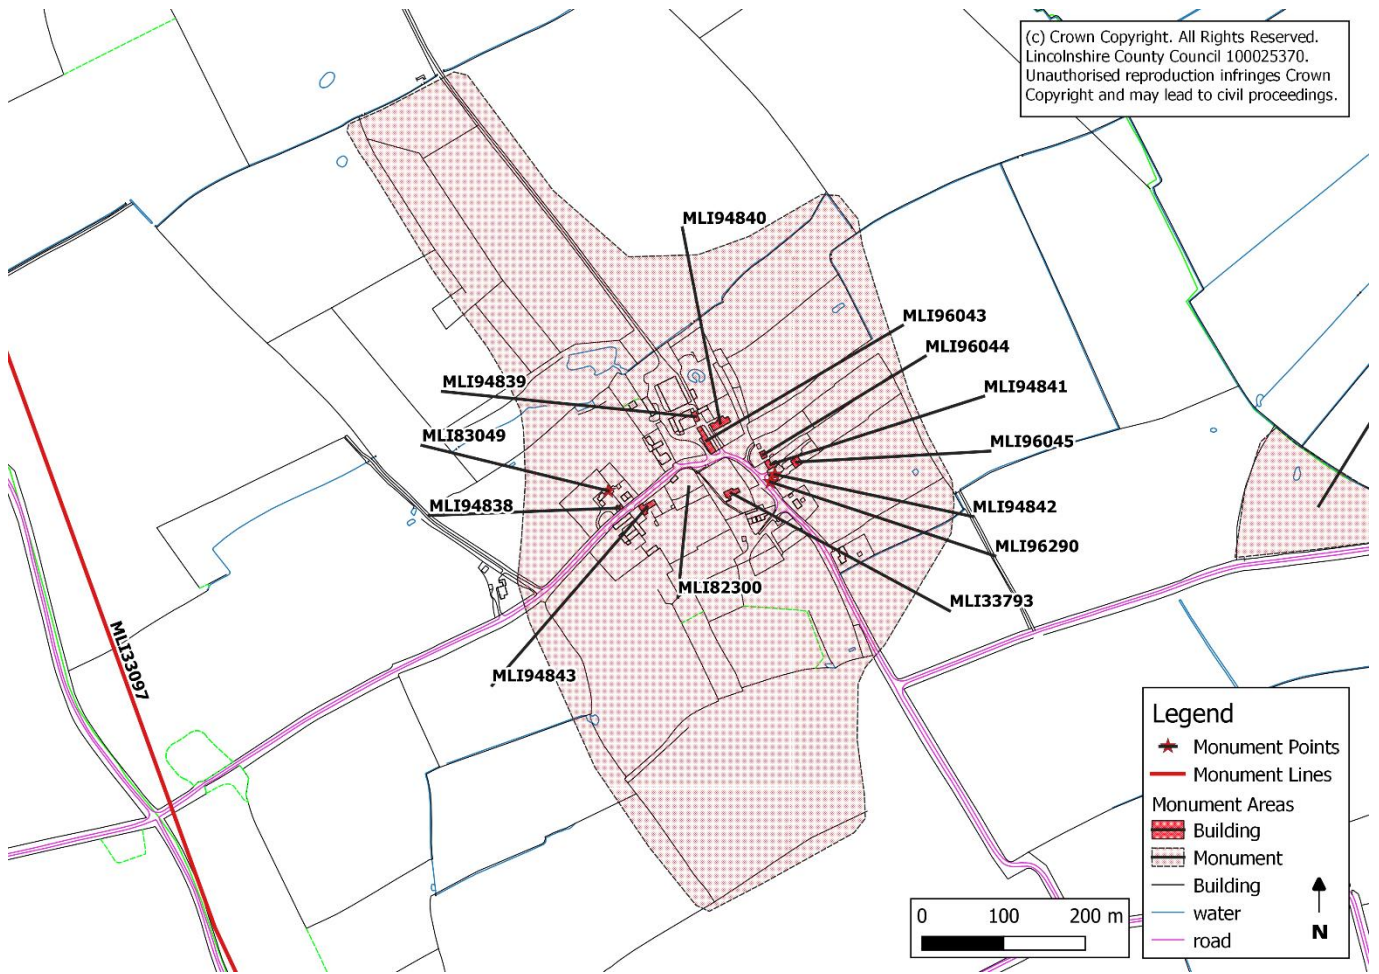 (c) Crown Copyright. All Rights Reserved.
Lincolnshire County Council 100025370.
Unauthorised reproduction infringes Crown
Copyright and may lead to civil proceedings.
MLI94840
MLI96043
MLI96044
MLI94839
MLI94841
MLI83049
MLI96045
MLI94838
MLI94842
MLI96290
MLI82300
MLI33793
MLI33097
MLI94843
Legend
Monument Points
Monument Lines
Monument Areas
Building
Monument
Building
water
road
N
0 100 200 m